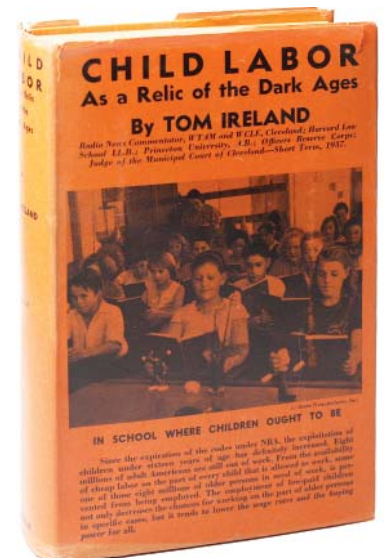 CHILD LABOR
As a Relic of the Dark Ages
By TOM IRELAND
Radio News Commentator, WTAM and WCLE, Cleveland; Harvard Law
School LL.B.; Princeton University, A.B.; Officers Reserve Corps;
Judge of the Municipal Court of Cleveland—Short Term, 1937.
IN SCHOOL WHERE CHILDREN OUGHT TO BE
Since the expiration of the codes under NRA, the exploitation of
children under sixteen years of age has definitely increased. Eight
millions of adult Americans are still out of work. From the availability
of cheap labor on the part of every child that is allowed to work, some
one of those eight millions of older persons in need of work, is pre-
vented from being employed. The employment of low-paid children
not only decreases the chances for working on the part of older persons
in specific cases, but it tends to lower the wage rates and the buying
power for all.
ILD
BOR
Relic
Ages